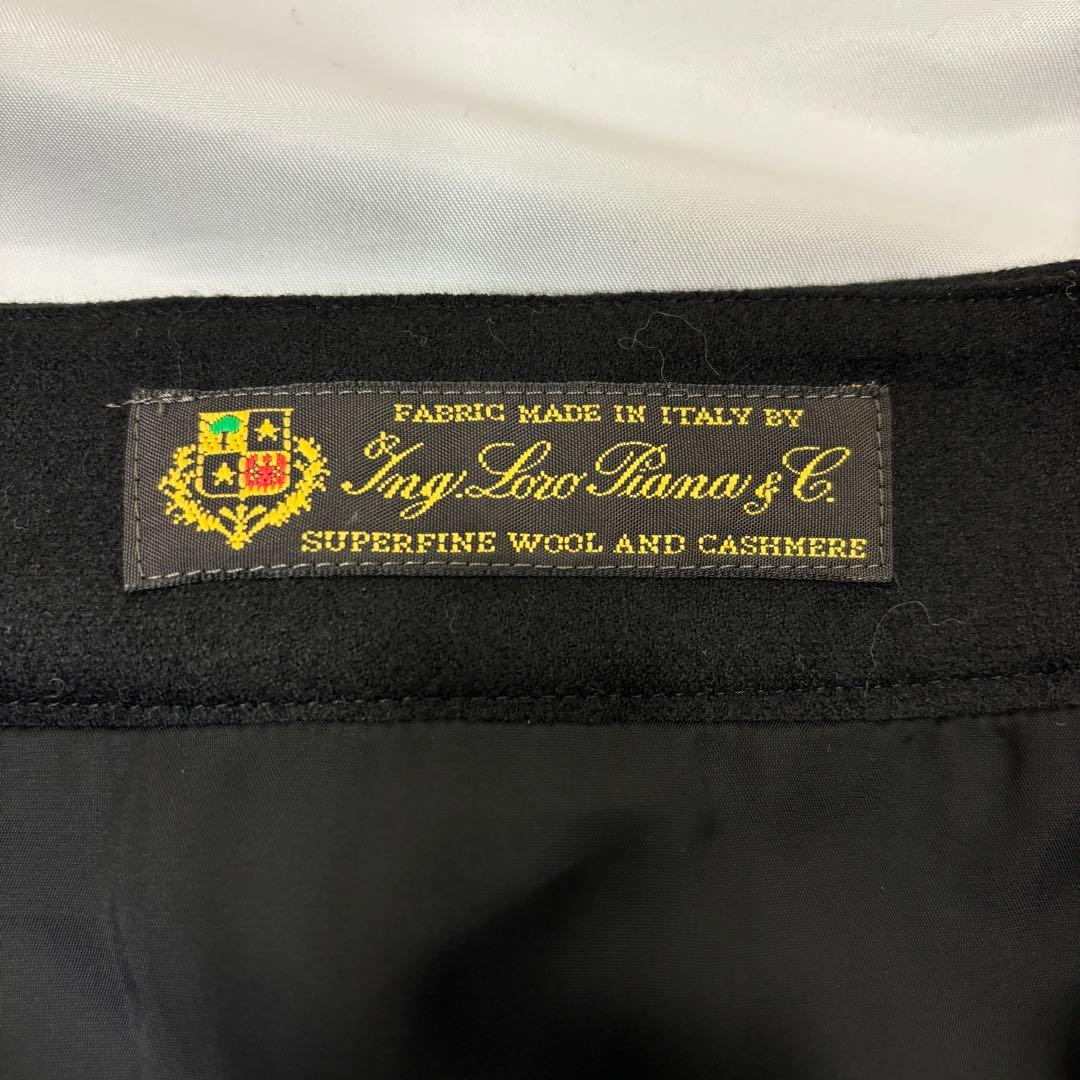 FABRIC MADE IN ITALY BY
Ing. Loro Piana & C.
SUPERFINE WOOL AND CASHMERE